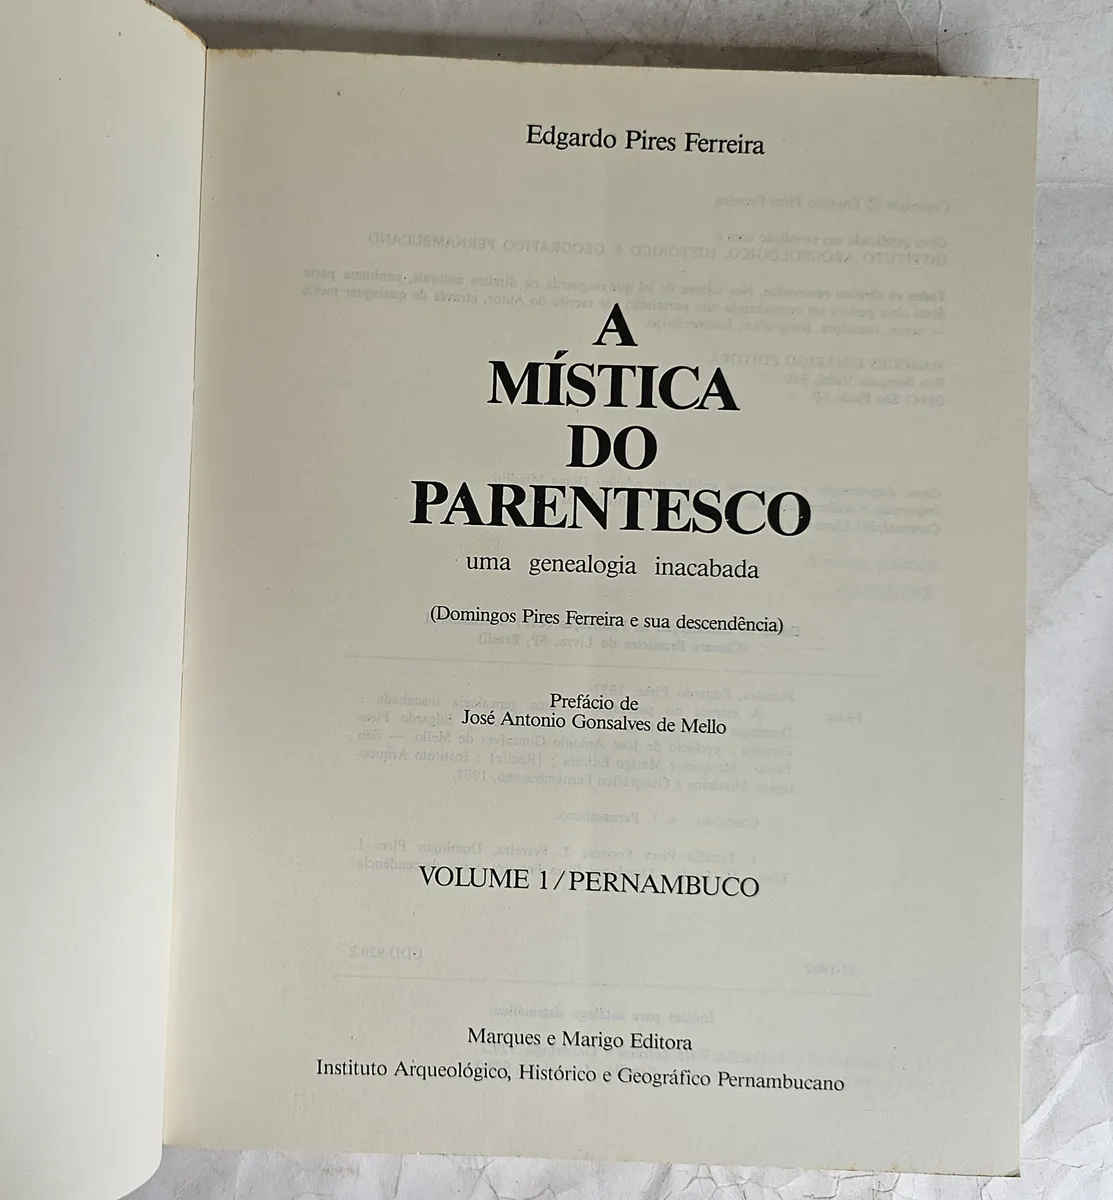 Edgardo Pires Ferreira
A
MÍSTICA
DO
PARENTESCO
uma genealogia inacabada
(Domingos Pires Ferreira e sua descendência)
Prefácio de
José Antonio Gonsalves de Mello
VOLUME 1/PERNAMBUCO
Marques e Marigo Editora
Instituto Arqueológico, Histórico e Geográfico Pernambucano